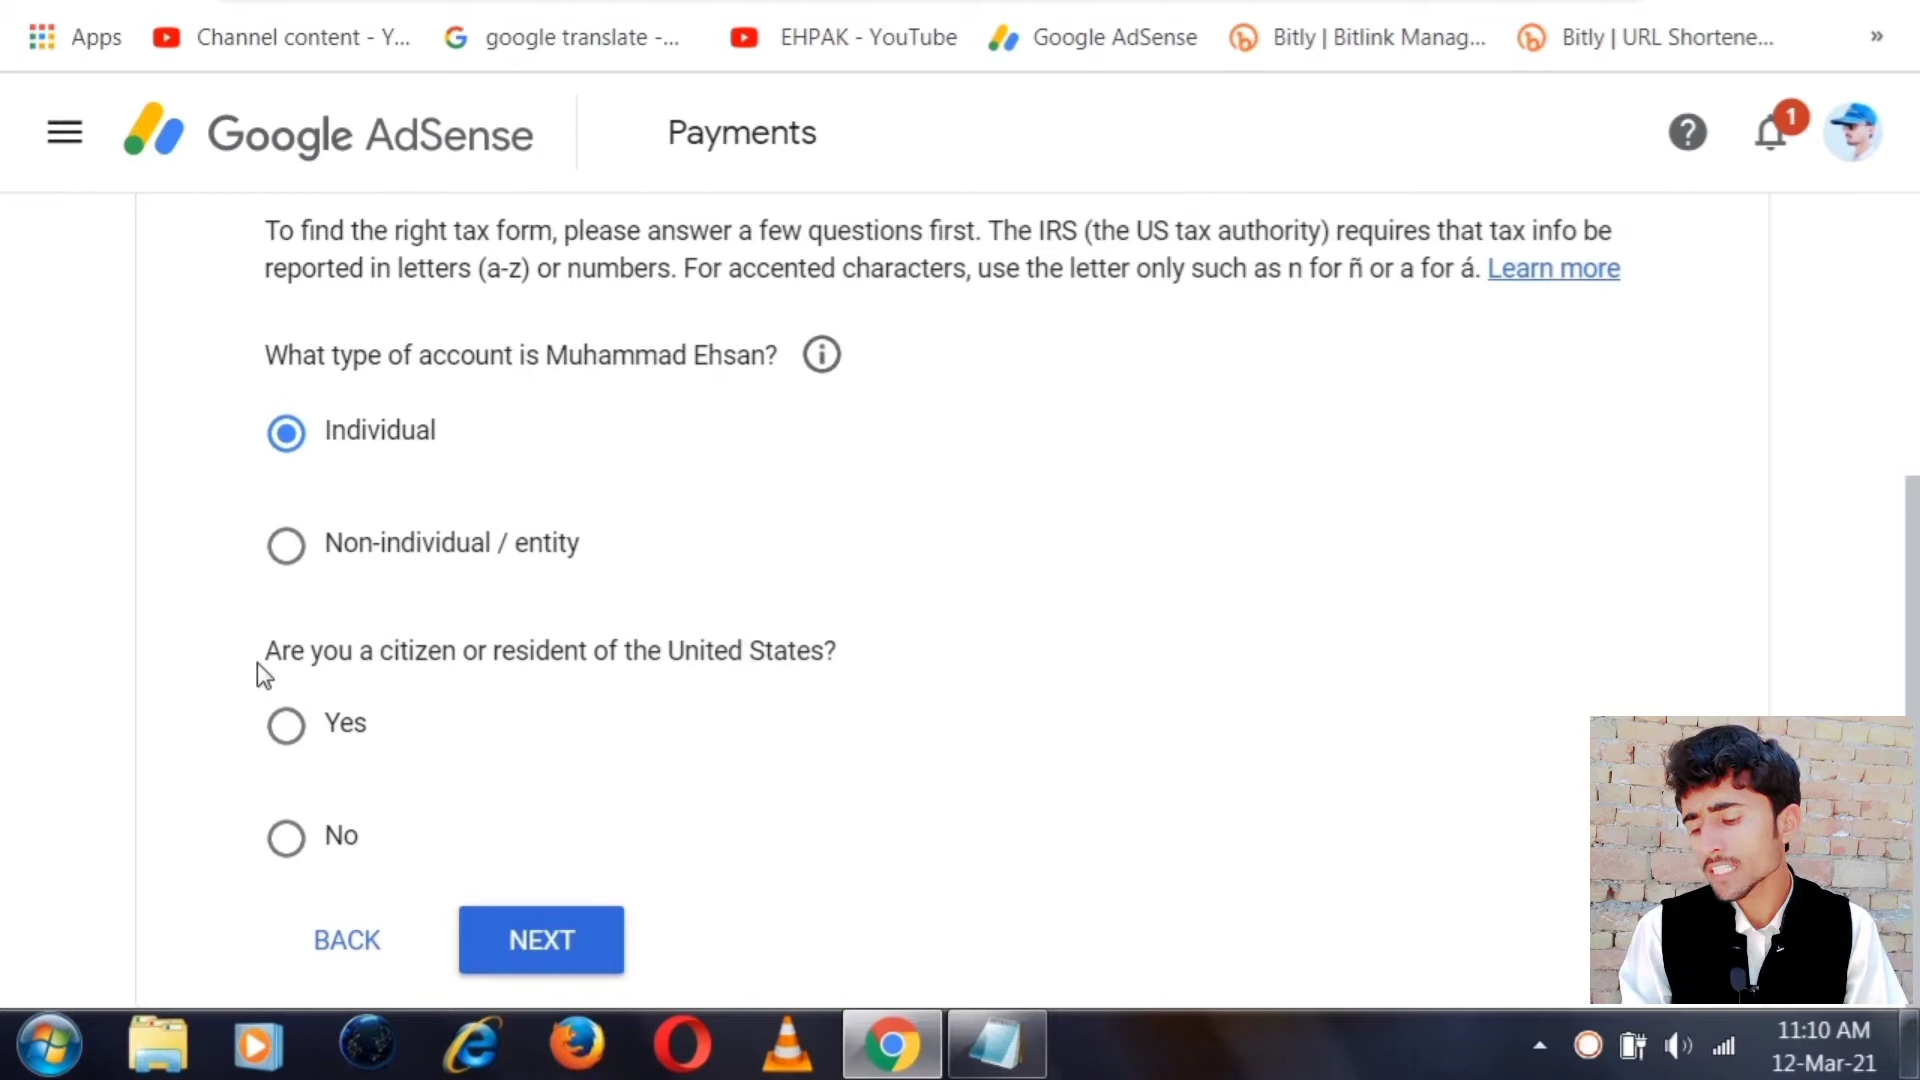 Apps
Channel content - Y...
google translate -...
EHPAK - YouTube
Google AdSense
Bitly | Bitlink Manag...
Bitly | URL Shortene...
»
Google AdSense
Payments
1
To find the right tax form, please answer a few questions first. The IRS (the US tax authority) requires that tax info be
reported in letters (a-z) or numbers. For accented characters, use the letter only such as n for ñ or a for á. Learn more
What type of account is Muhammad Ehsan?
Individual
Non-individual / entity
Are you a citizen or resident of the United States?
Yes
No
BACK
NEXT
11:10 AM
12-Mar-21